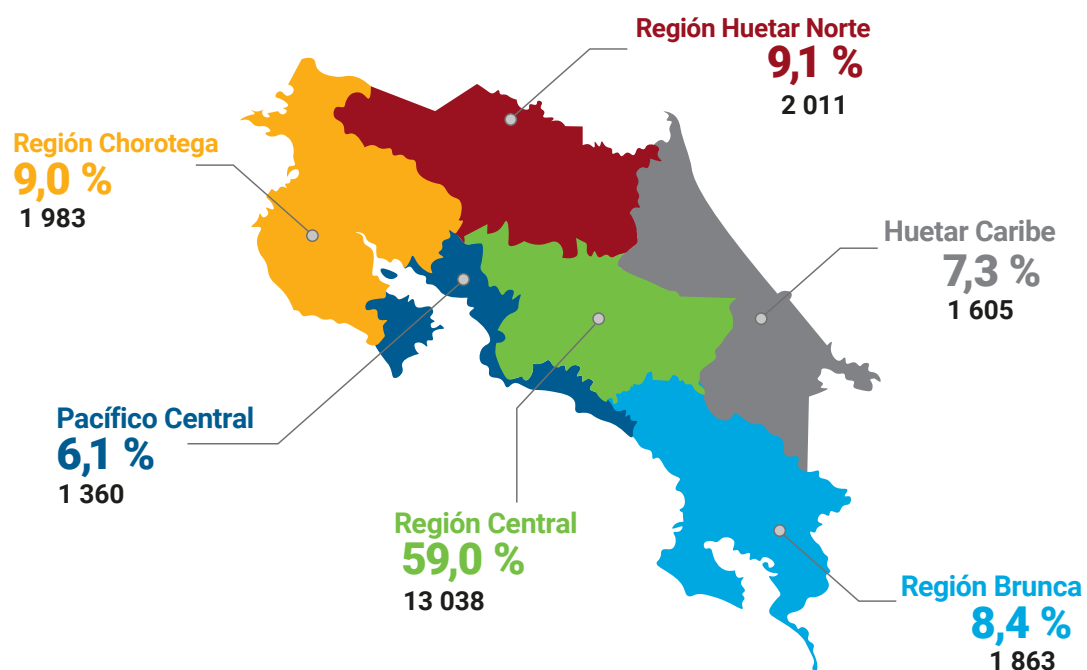 Región Huetar Norte
9,1 %
2 011
Región Chorotega
9,0 %
1 983
Huetar Caribe
7,3 %
1 605
Pacífico Central
6,1 %
1 360
Región Central
59,0 %
13 038
Región Brunca
8,4 %
1 863